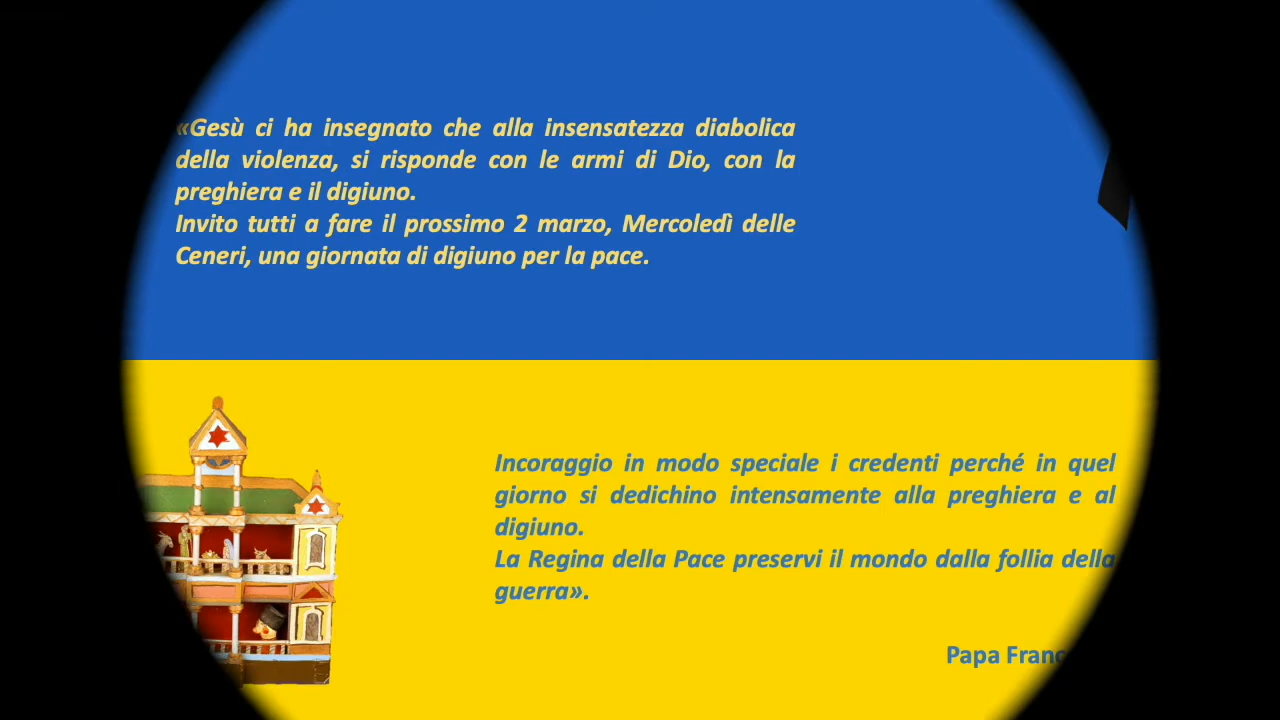 «Gesù ci ha insegnato che alla insensatezza diabolica
della violenza, si risponde con le armi di Dio, con la
preghiera e il digiuno.
Invito tutti a fare il prossimo 2 marzo, Mercoledì delle
Ceneri, una giornata di digiuno per la pace.
Incoraggio in modo speciale i credenti perché in quel
giorno si dedichino intensamente alla preghiera e al
digiuno.
La Regina della Pace preservi il mondo dalla follia della
guerra».
Papa